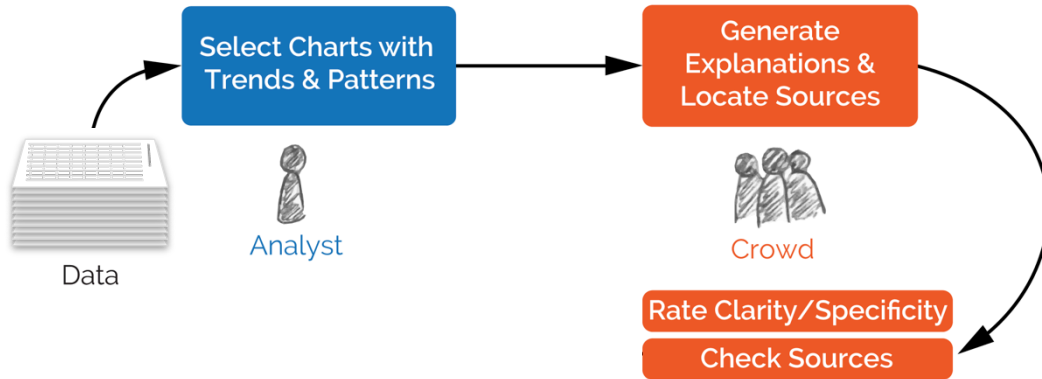 Select Charts with
Trends & Patterns
Generate
Explanations &
Locate Sources
Data
Analyst
Crowd
Rate Clarity/Specificity
Check Sources